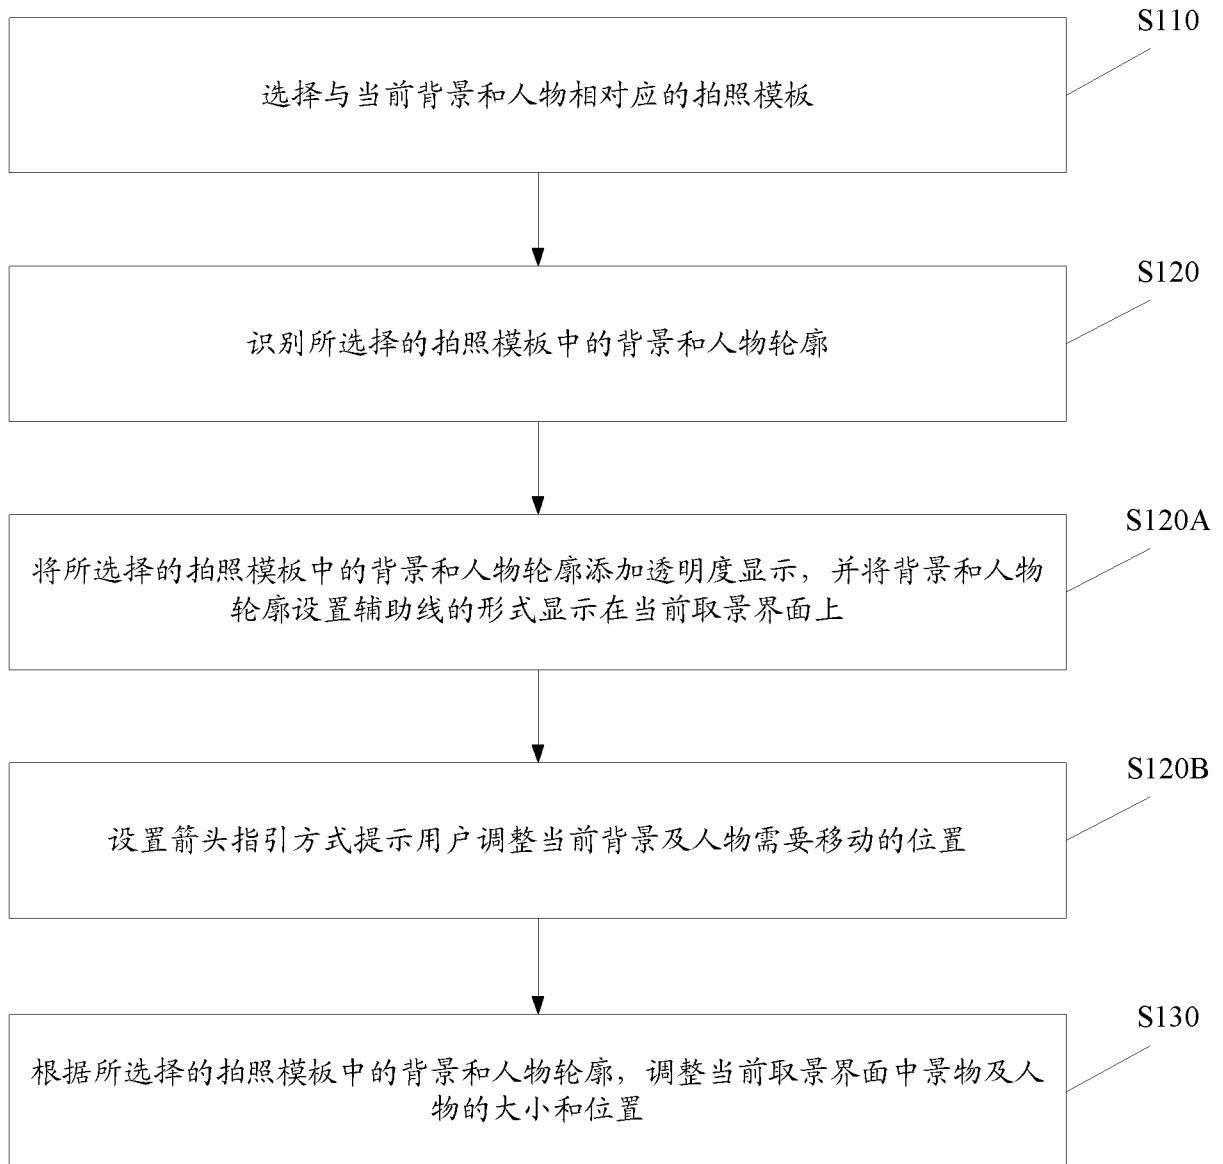 S110
选择与当前背景和人物相对应的拍照模板
S120
识别所选择的拍照模板中的背景和人物轮廓
S120A
将所选择的拍照模板中的背景和人物轮廓添加透明度显示，并将背景和人物
轮廓设置辅助线的形式显示在当前取景界面上
S120B
设置箭头指引方式提示用户调整当前背景及人物需要移动的位置
S130
根据所选择的拍照模板中的背景和人物轮廓，调整当前取景界面中景物及人
物的大小和位置